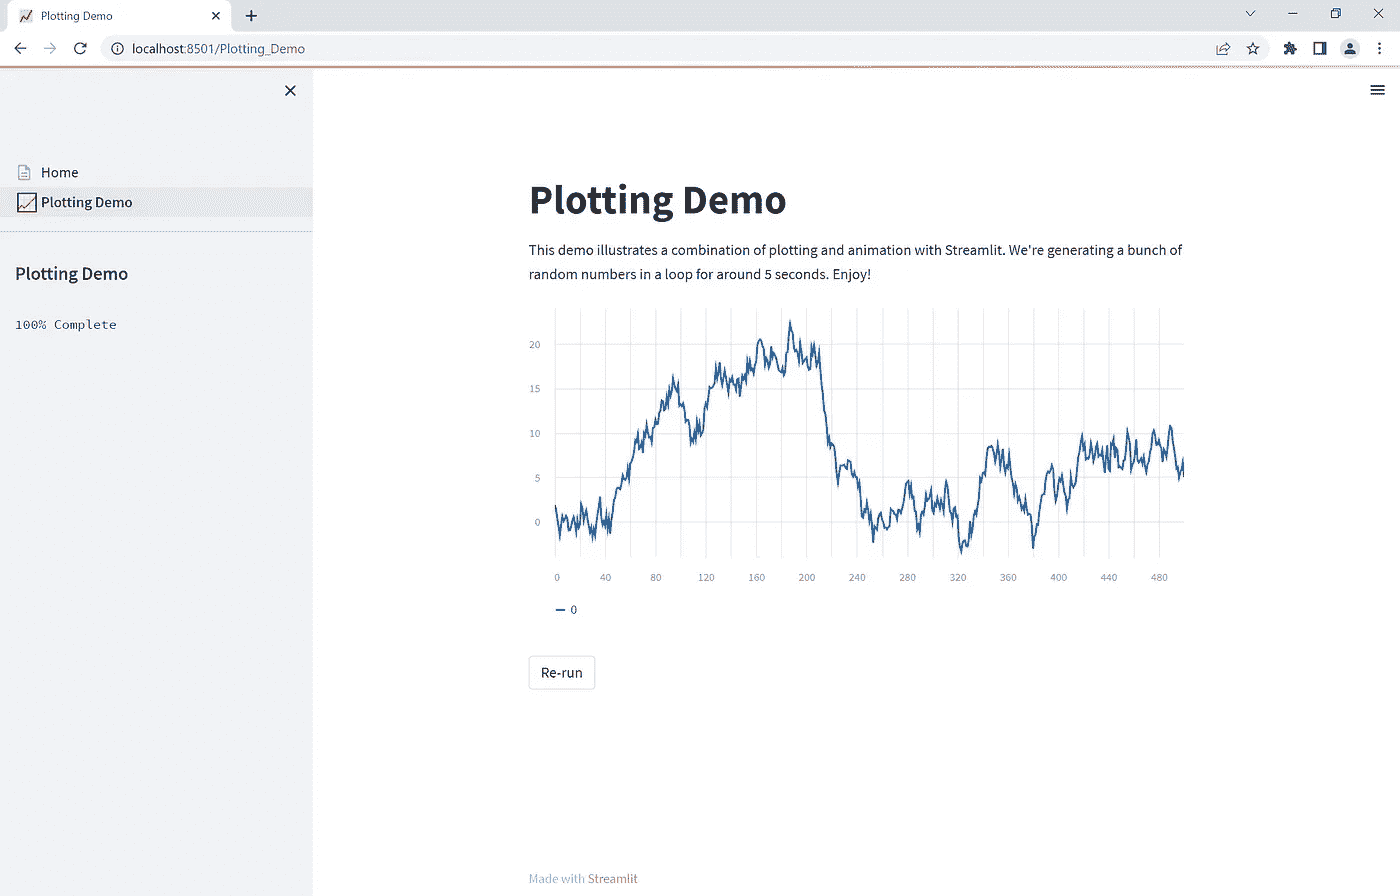 Plotting Demo
localhost:8501/Plotting_Demo
Home
Plotting Demo
Plotting Demo
100% Complete
Plotting Demo
This demo illustrates a combination of plotting and animation with Streamlit. We're generating a bunch of
random numbers in a loop for around 5 seconds. Enjoy!
20
15
10
5
0
0 40 80 120 160 200 240 280 320 360 400 440 480
0
Re-run
Made with Streamlit